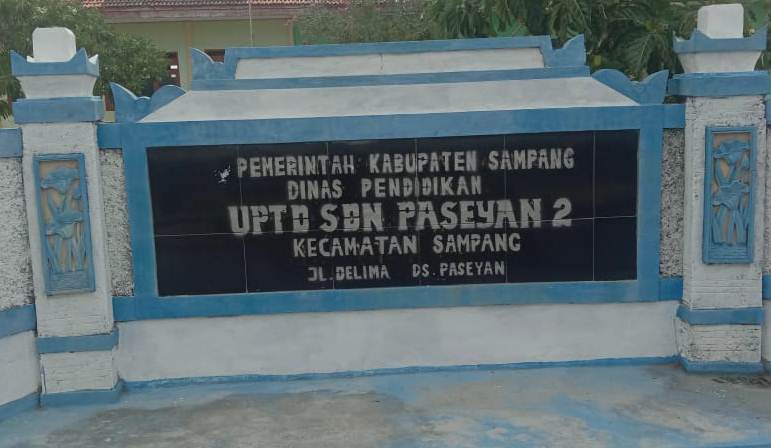 PEMERINTAH KABUPATEN SAMPANG
DINAS PENDIDIKAN
UPTD SDN PASEYAN 2
KECAMATAN SAMPANG
JL. DELIMA DS. PASEYAN